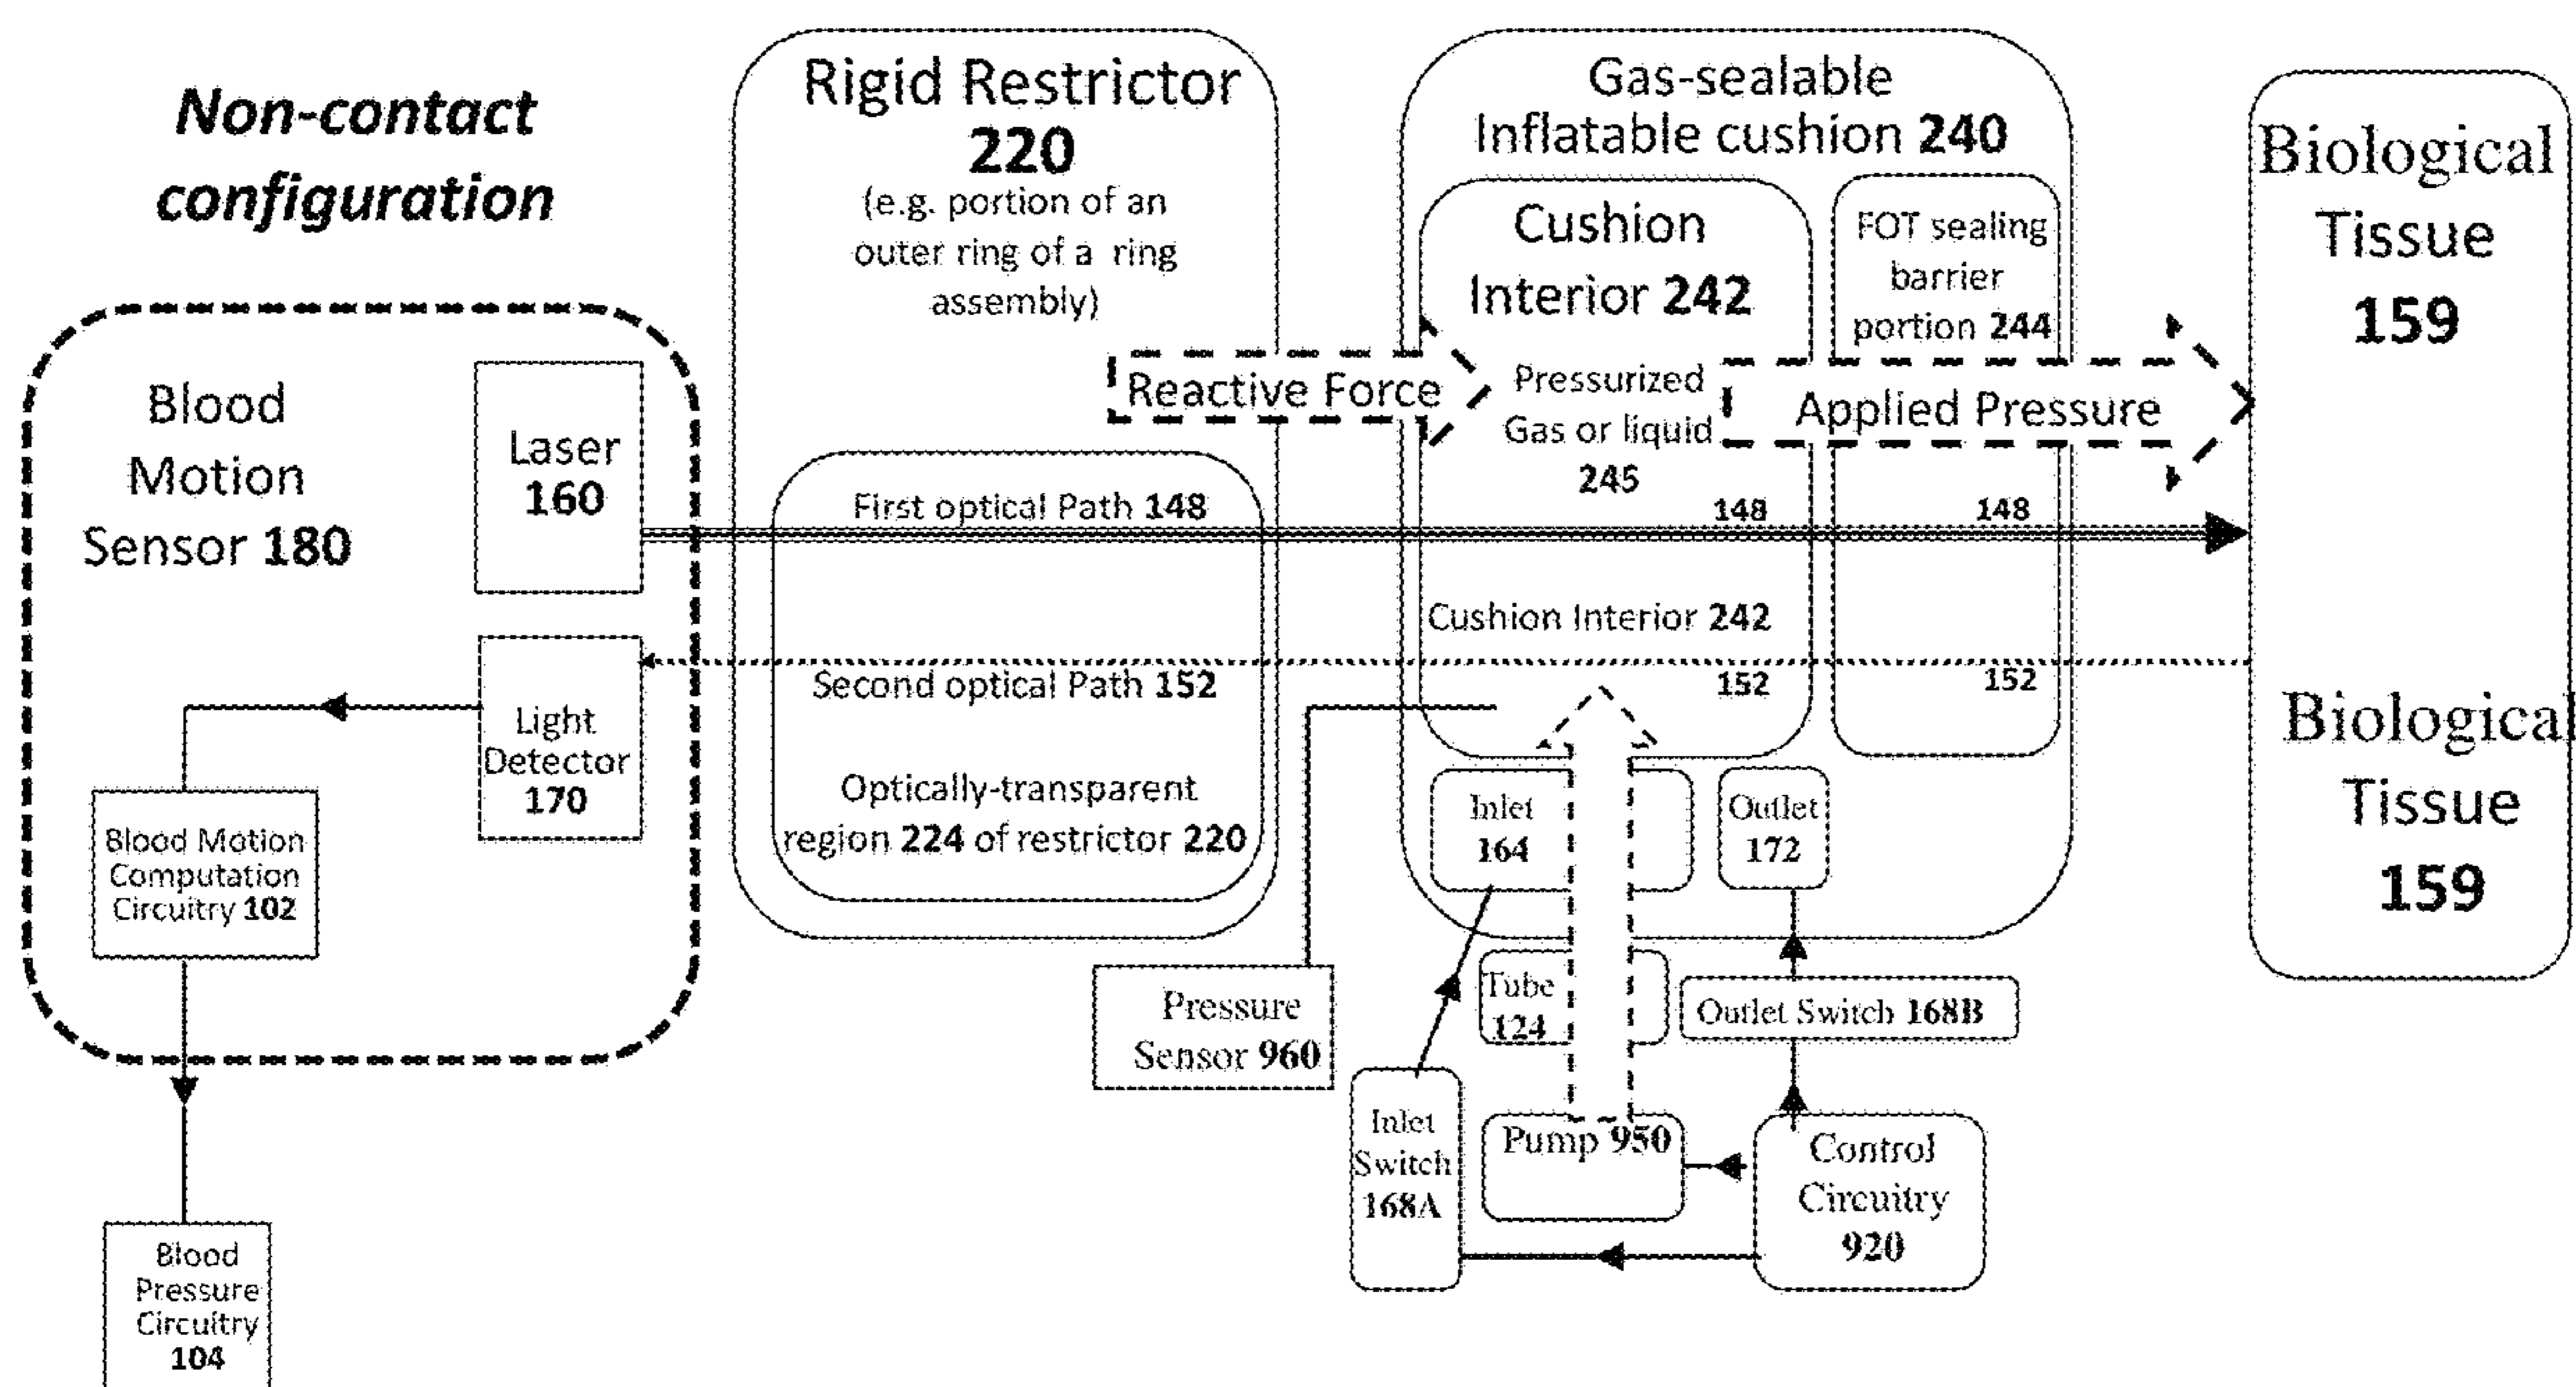 Non-contact
configuration
Blood
Motion
Sensor 180
Laser
160
Light
Detector
170
Blood Motion
Computation
Circuitry 102
Blood
Pressure
Circuitry
104
Rigid Restrictor
220
(e.g. portion of an
outer ring of a ring
assembly)
Reactive Force
First optical Path 148
Second optical Path 152
Optically-transparent
region 224 of restrictor 220
Gas-sealable
Inflatable cushion 240
Cushion
Interior 242
Pressurized
Gas or liquid
245
148
Cushion Interior 242
152
FOT sealing
barrier
portion 244
Applied Pressure
148
152
Inlet
164
Outlet
172
Tube
124
Outlet Switch 168B
Pressure
Sensor 960
Inlet
Switch
168A
Pump 950
Control
Circuitry
920
Biological
Tissue
159
Biological
Tissue
159